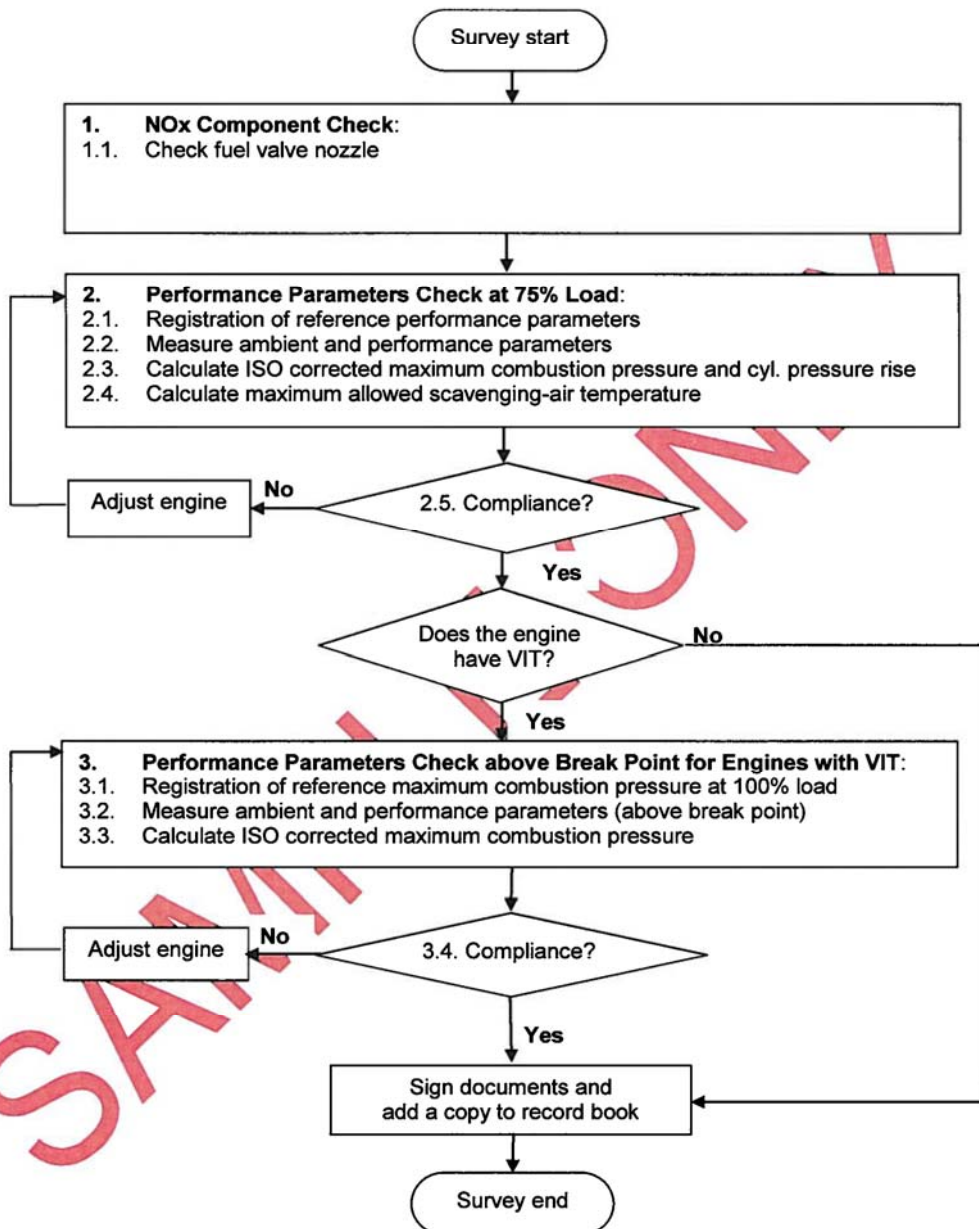 Survey start
1. NOx Component Check:
1.1. Check fuel valve nozzle
2. Performance Parameters Check at 75% Load:
2.1. Registration of reference performance parameters
2.2. Measure ambient and performance parameters
2.3. Calculate ISO corrected maximum combustion pressure and cyl. pressure rise
2.4. Calculate maximum allowed scavenging-air temperature
Adjust engine
No
2.5. Compliance?
Yes
Does the engine
have VIT?
No
Yes
3. Performance Parameters Check above Break Point for Engines with VIT:
3.1. Registration of reference maximum combustion pressure at 100% load
3.2. Measure ambient and performance parameters (above break point)
3.3. Calculate ISO corrected maximum combustion pressure
Adjust engine
No
3.4. Compliance?
Yes
Sign documents and
add a copy to record book
Survey end